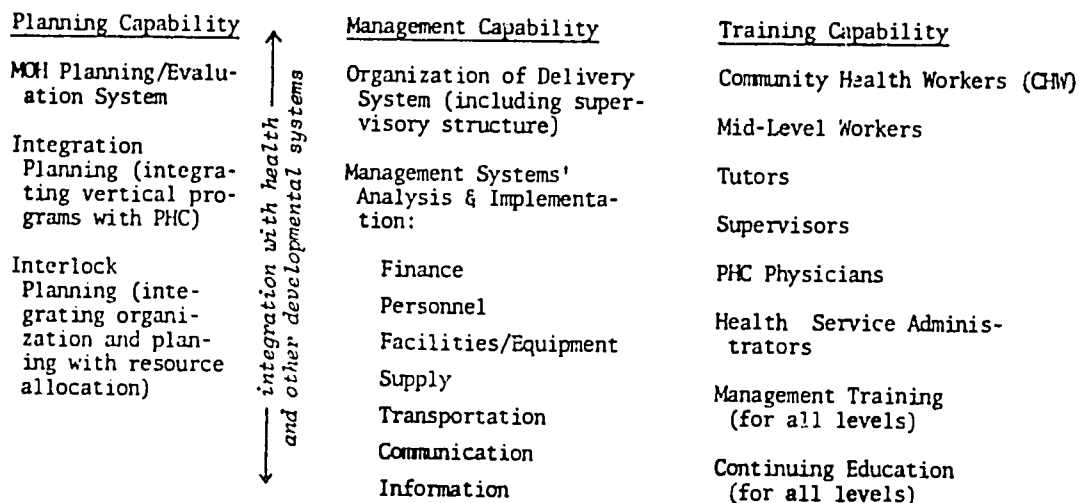 Planning Capability
MOH Planning/Evalu-
ation System
Integration
Planning (integra-
ting vertical pro-
grams with PHC)
Interlock
Planning (inte-
grating organi-
zation and plan-
ing with resource
allocation)
integration with health
and other developmental systems
Management Capability
Organization of Delivery
System (including super-
visory structure)
Management Systems'
Analysis & Implementa-
tion:
Finance
Personnel
Facilities/Equipment
Supply
Transportation
Communication
Information
Training Capability
Community Health Workers (CHW)
Mid-Level Workers
Tutors
Supervisors
PHC Physicians
Health Service Adminis-
trators
Management Training
(for all levels)
Continuing Education
(for all levels)